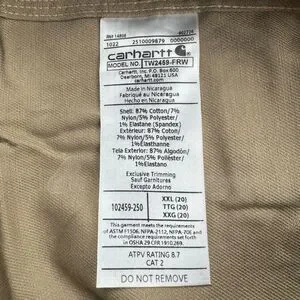 RN# 14806
1022 2510009879 0000000
carhartt
MODEL NO. TW2459-FRW
Carhartt, Inc. P.O. Box 600,
Dearborn, MI 48121 USA
carhartt.com
Made in Nicaragua
Fabriqué au Nicaragua
Hecho en Nicaragua
Shell: 87% Cotton/7%
Nylon/5% Polyester/
1% Elastane (Spandex)
Extérieur: 87% Coton/
7% Nylon/5% Polyester/
1%Elasthanne
Tela Exterior: 87% Algodón/
7% Nylon/5% Poliéster/
1% Elastano
Exclusive Trimming
Sauf Garnitures
Excepto Adorno
102459-250
XXL (20)
TTG (20)
XXG (20)
This garment meets the requirements
of ASTM F1506, NFPA-2112, NFPA-70E and
the compliance requirements set forth
in OSHA 29 CFR 1910.269.
ATPV RATING 8.7
CAT 2
DO NOT REMOVE